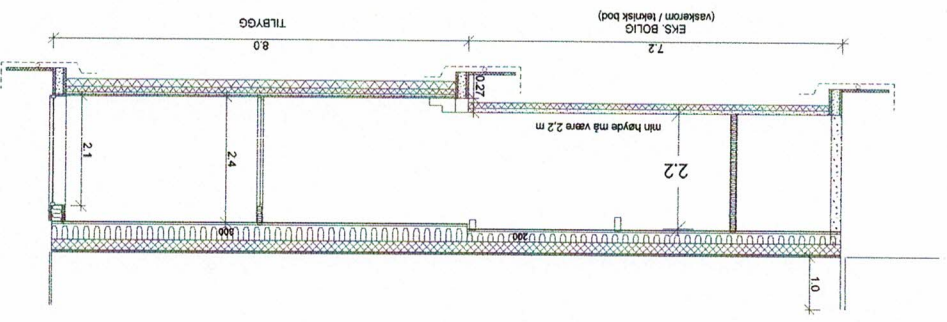 1.0
200
300
2.2
2.4
2.1
min høyde må være 2,2 m
0.27
7.2
8.0
EKS. BOLIG
(vaskerom / teknisk bod)
TILBYGG